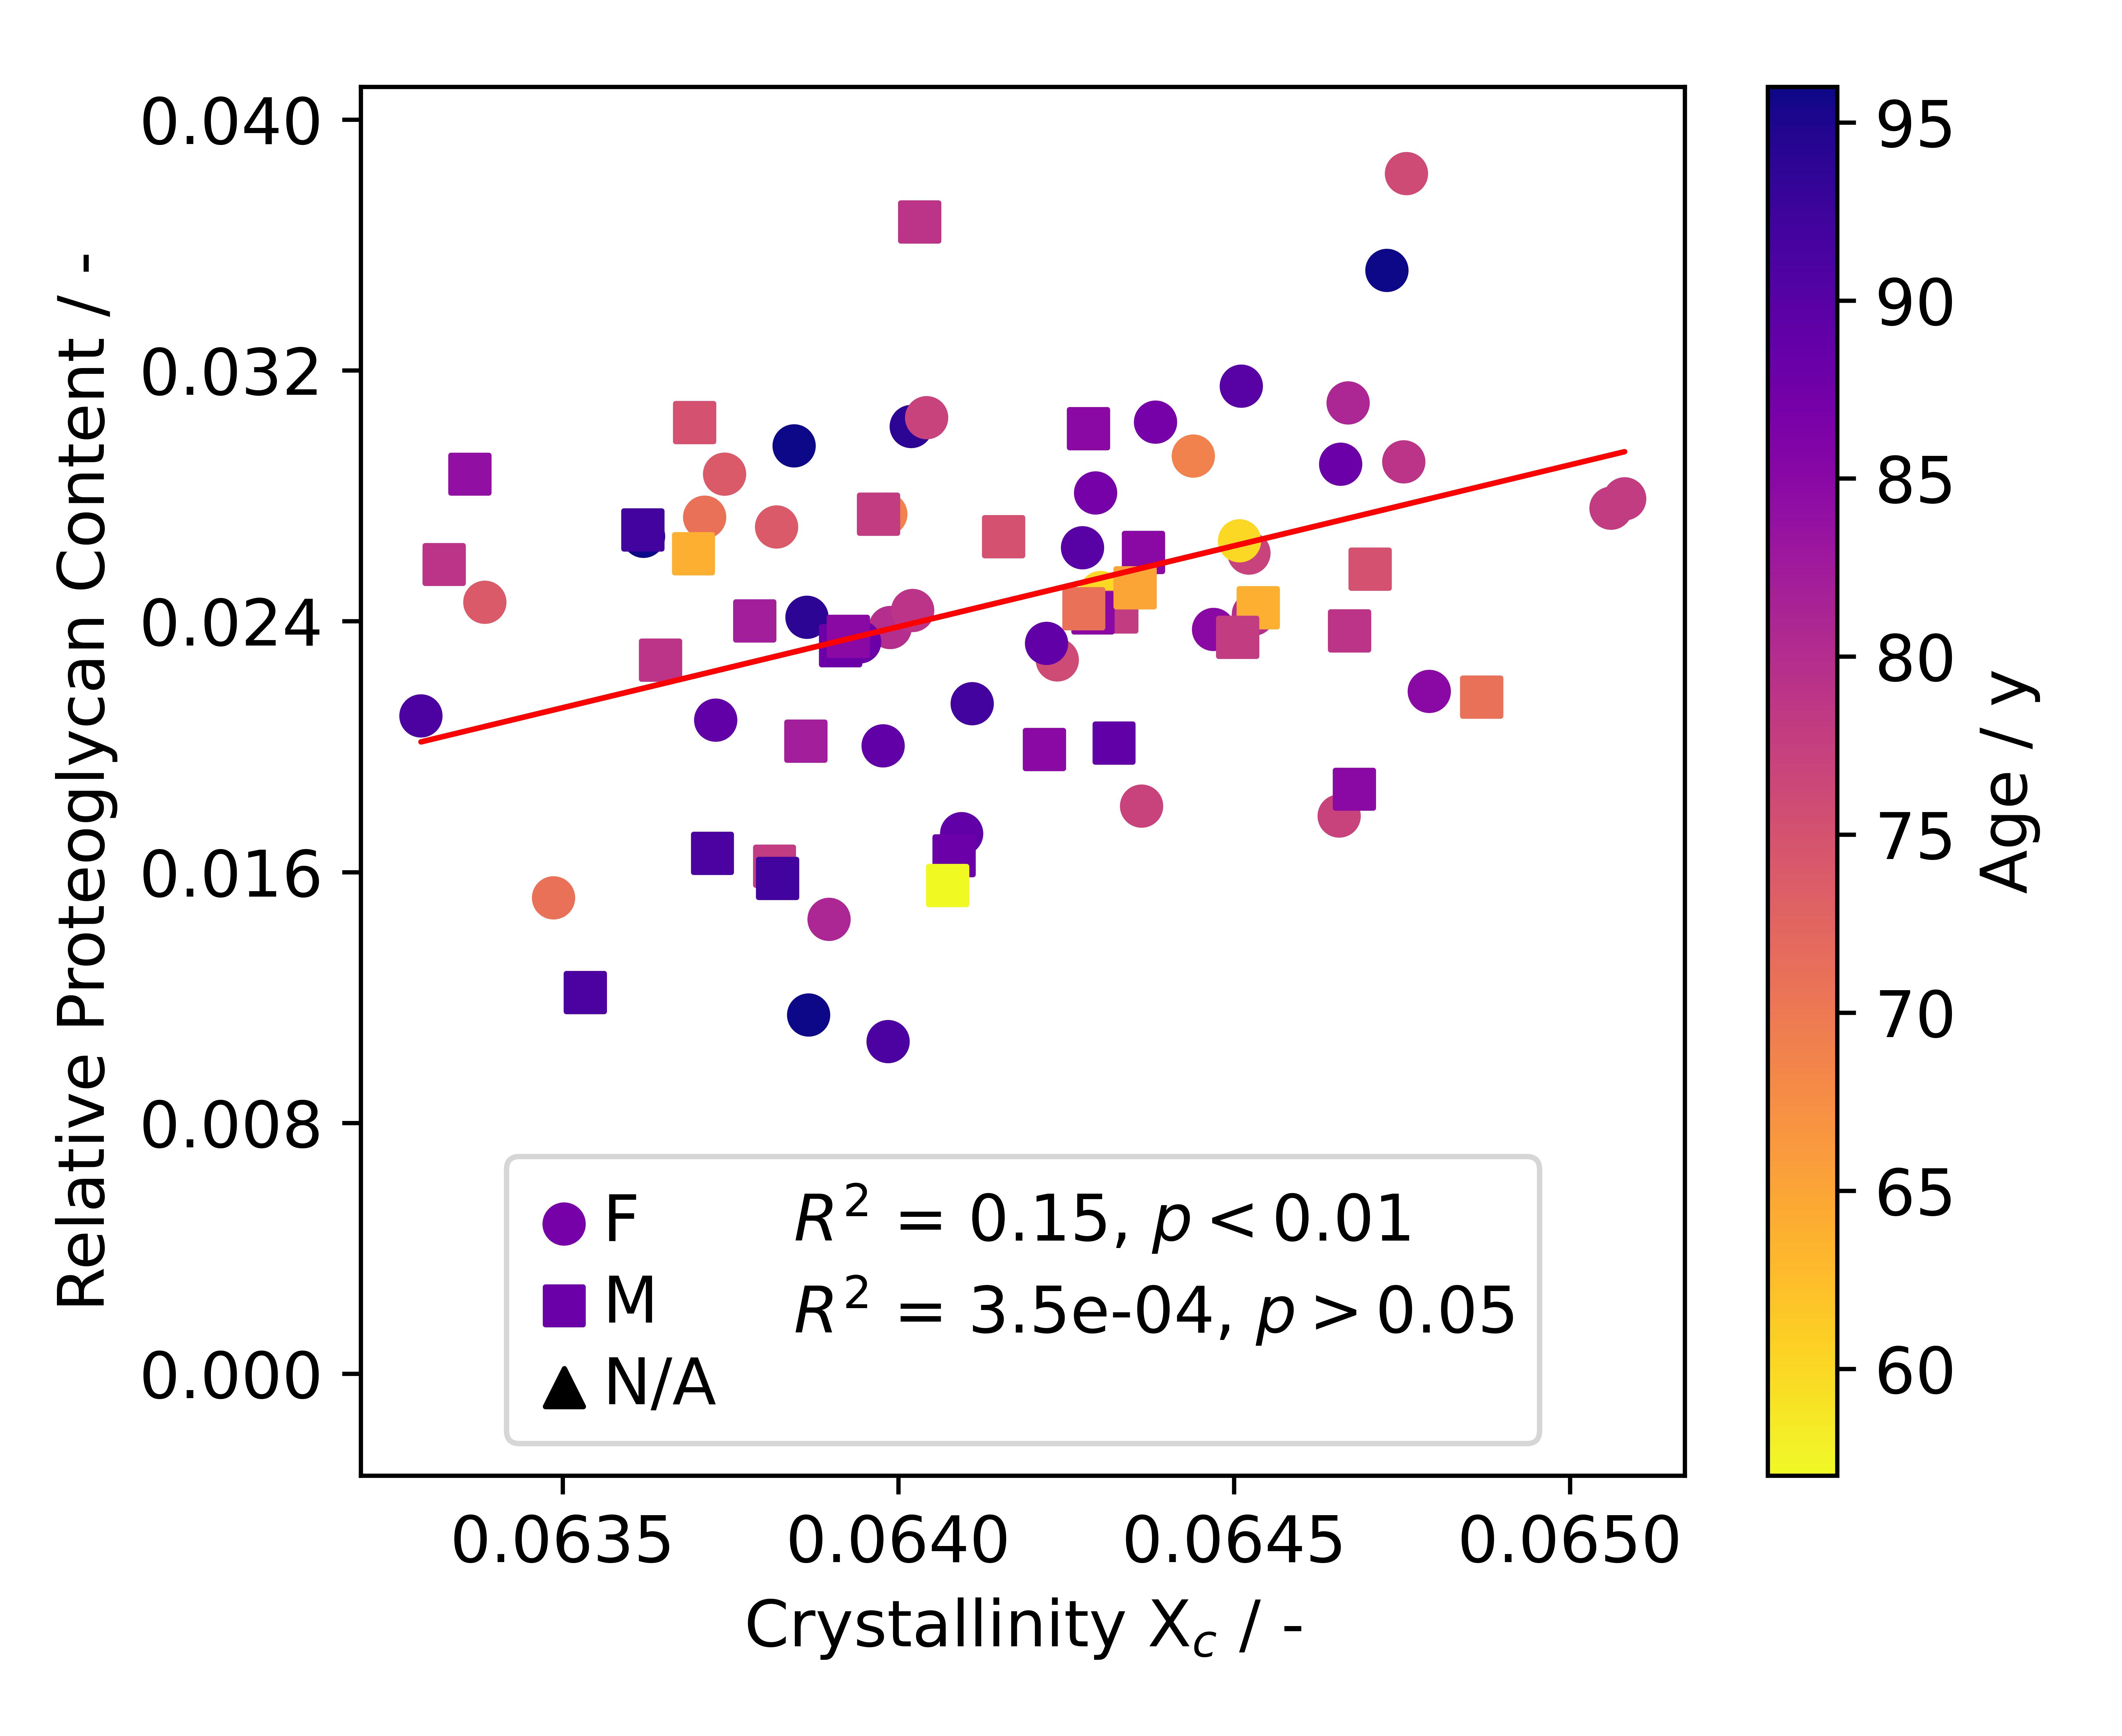 0.040
0.032
0.024
0.016
0.008
0.000
Relative Proteoglycan Content / -
F R² = 0.15, p < 0.01
M R² = 3.5e-04, p > 0.05
N/A
0.0635 0.0640 0.0645 0.0650
Crystallinity X_c / -
95
90
85
80
75
70
65
60
Age / y